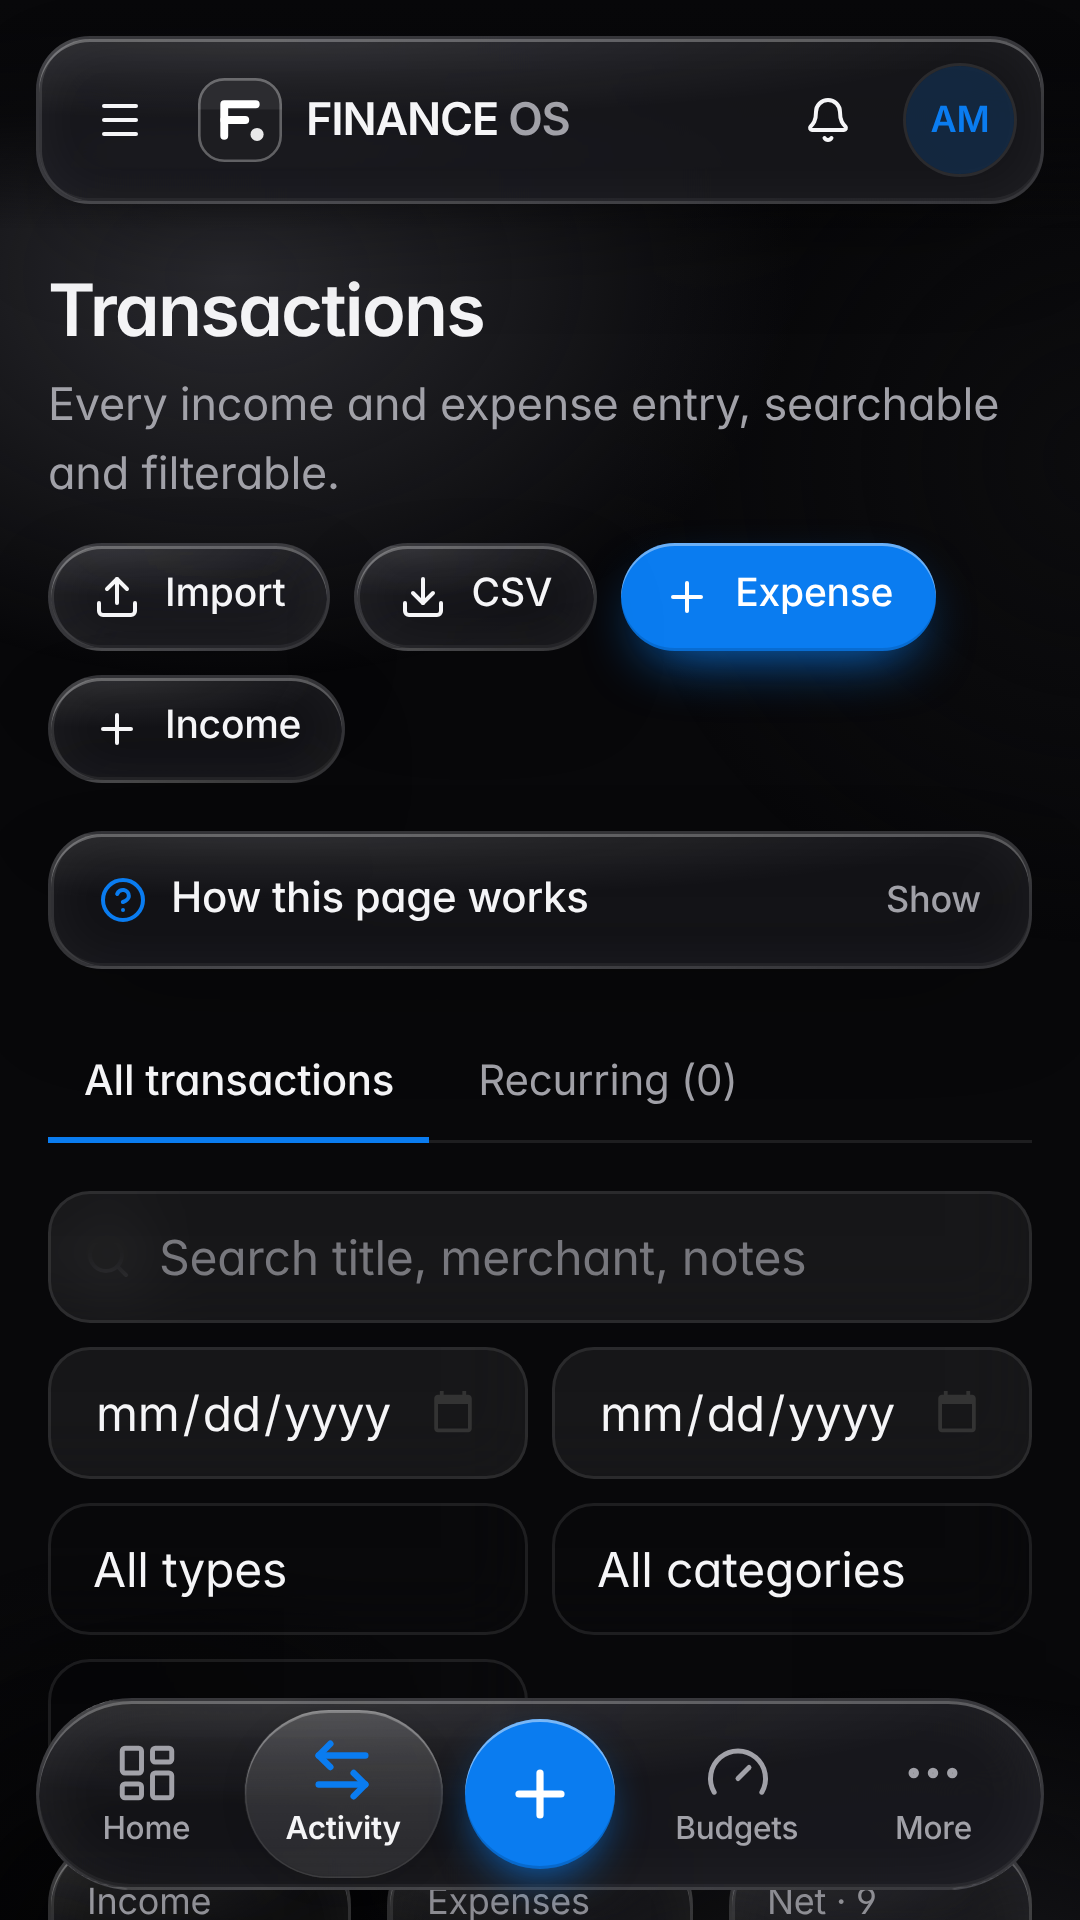 FINANCE OS
AM
Transactions
Every income and expense entry, searchable
and filterable.
Import
CSV
Expense
Income
How this page works
Show
All transactions
Recurring (0)
Search title, merchant, notes
mm/dd/yyyy
mm/dd/yyyy
All types
All categories
Home
Activity
Budgets
More
Income
Expenses
Net · 9